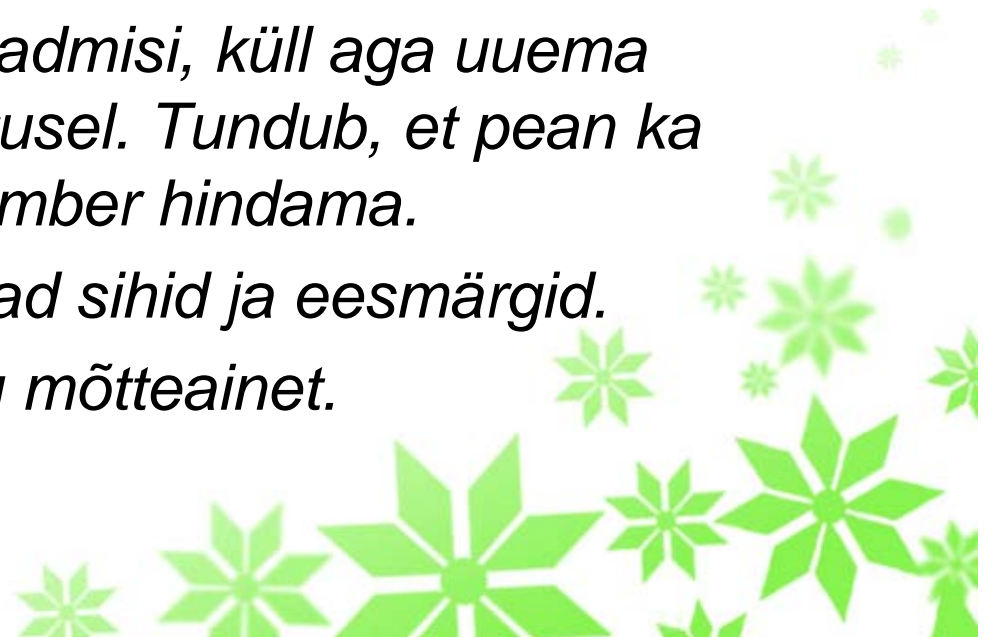 admisi, küll aga uuema
usel. Tundub, et pean ka
mber hindama.
ad sihid ja eesmärgid.
mõtteainet.